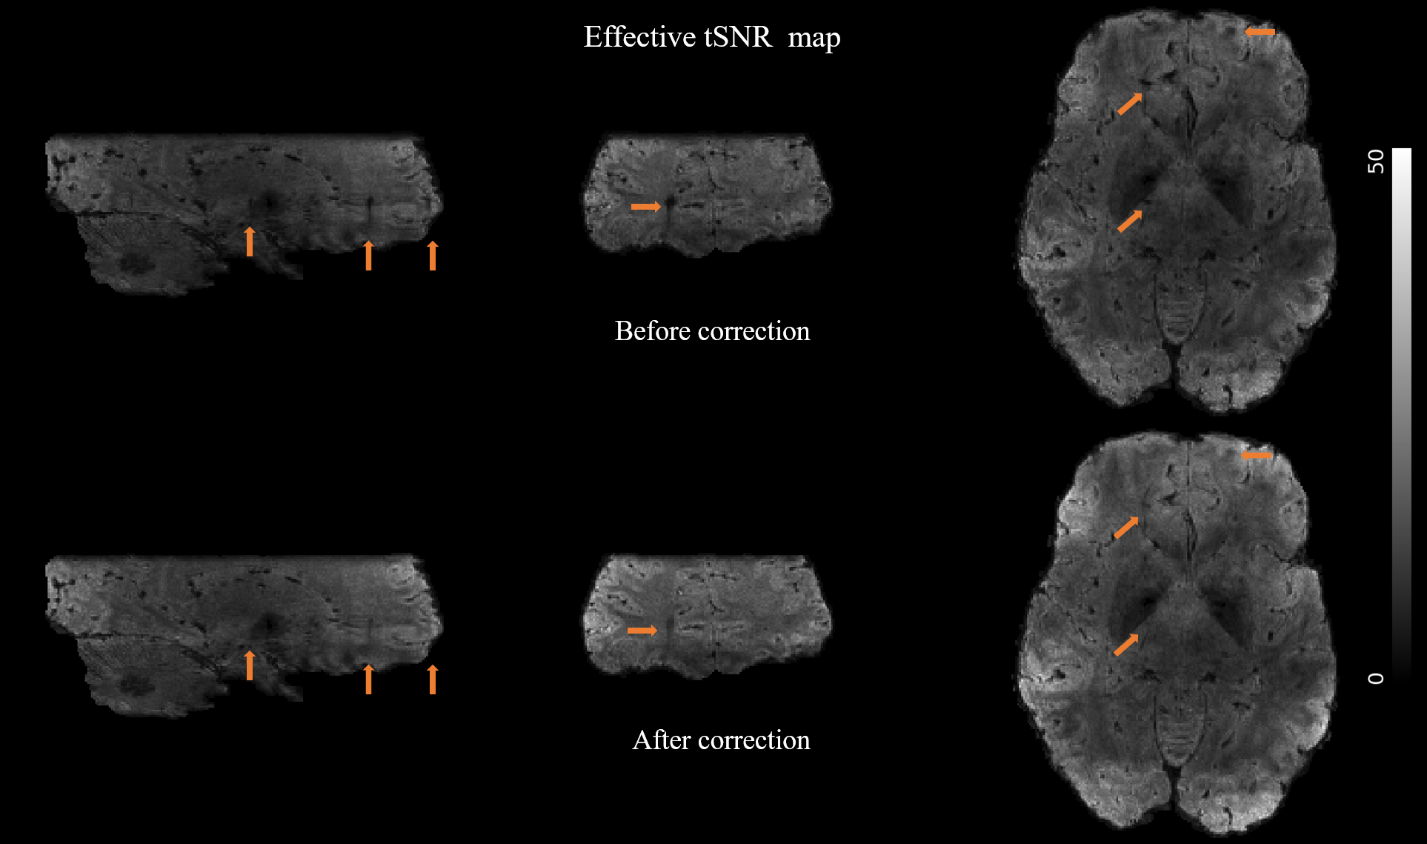 Effective tSNR map
50
Before correction
0
After correction